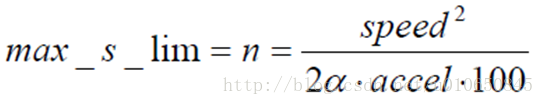 max_s_lim = n = speed² / 2α·accel·100